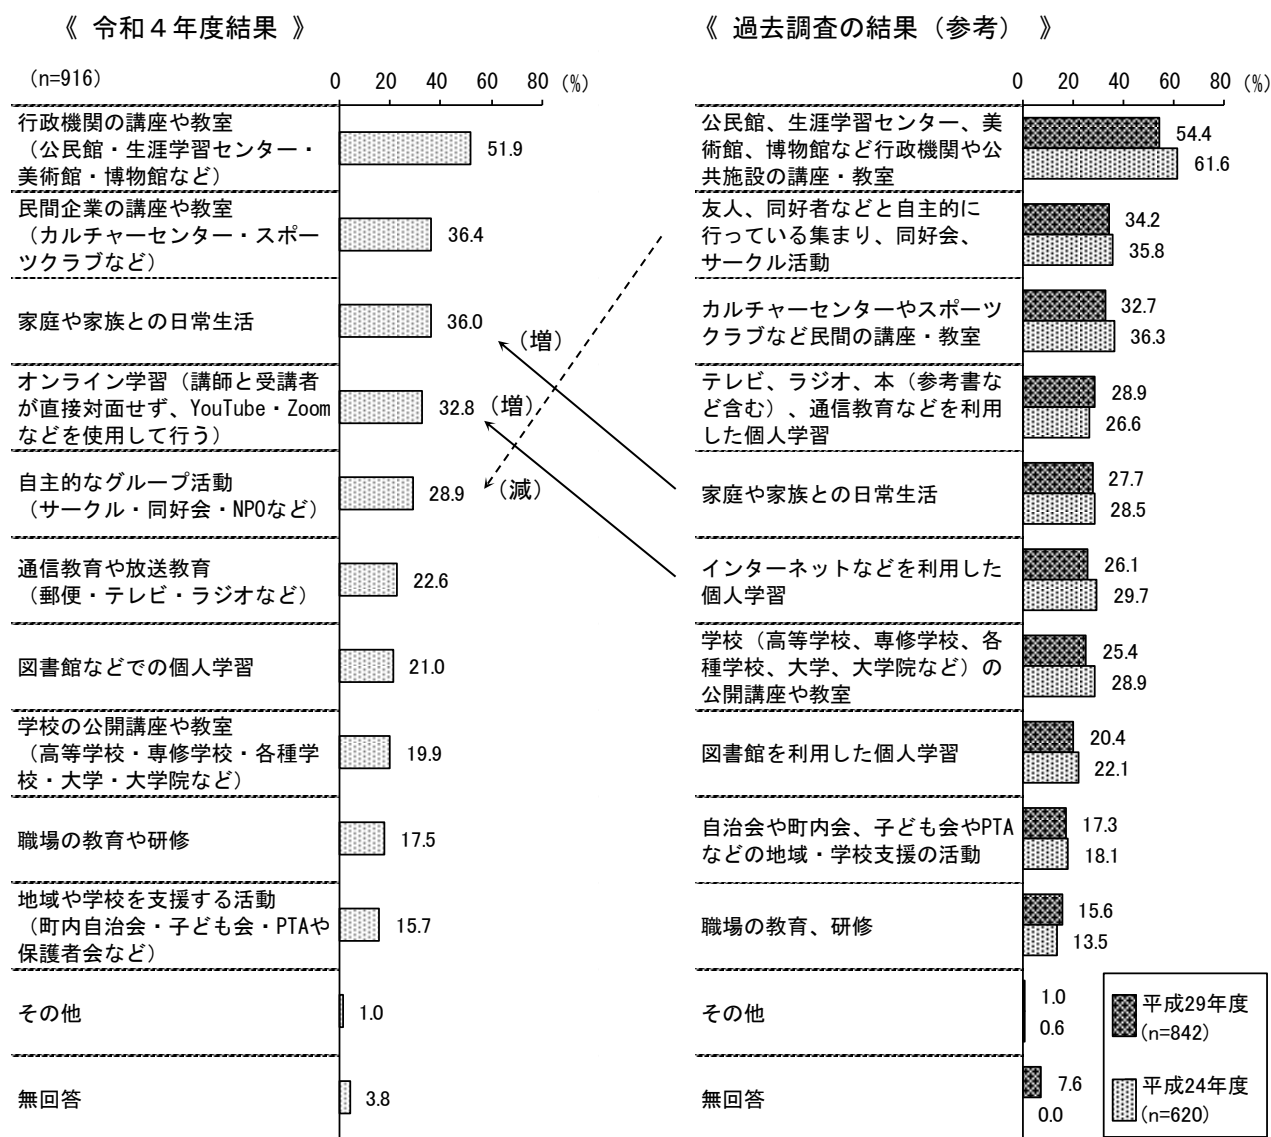 《 令和４年度結果 》
(n=916)
0 20 40 60 80 (%)
行政機関の講座や教室
（公民館・生涯学習センター・
美術館・博物館など）
51.9
民間企業の講座や教室
（カルチャーセンター・スポー
ツクラブなど）
36.4
家庭や家族との日常生活
36.0
（増）
オンライン学習（講師と受講者
が直接対面せず、YouTube・Zoom
などを使用して行う）
32.8
（増）
自主的なグループ活動
（サークル・同好会・NPOなど）
28.9
（減）
通信教育や放送教育
（郵便・テレビ・ラジオなど）
22.6
図書館などでの個人学習
21.0
学校の公開講座や教室
（高等学校・専修学校・各種学
校・大学・大学院など）
19.9
職場の教育や研修
17.5
地域や学校を支援する活動
（町内自治会・子ども会・PTAや
保護者会など）
15.7
その他
1.0
無回答
3.8
《 過去調査の結果（参考） 》
0 20 40 60 80 (%)
公民館、生涯学習センター、美
術館、博物館など行政機関や公
共施設の講座・教室
54.4
61.6
友人、同好者などと自主的に
行っている集まり、同好会、
サークル活動
34.2
35.8
カルチャーセンターやスポーツ
クラブなど民間の講座・教室
32.7
36.3
テレビ、ラジオ、本（参考書な
ど含む）、通信教育などを利用
した個人学習
28.9
26.6
家庭や家族との日常生活
27.7
28.5
インターネットなどを利用した
個人学習
26.1
29.7
学校（高等学校、専修学校、各
種学校、大学、大学院など）の
公開講座や教室
25.4
28.9
図書館を利用した個人学習
20.4
22.1
自治会や町内会、子ども会やPTA
などの地域・学校支援の活動
17.3
18.1
職場の教育、研修
15.6
13.5
その他
1.0
0.6
無回答
7.6
0.0
平成29年度
(n=842)
平成24年度
(n=620)